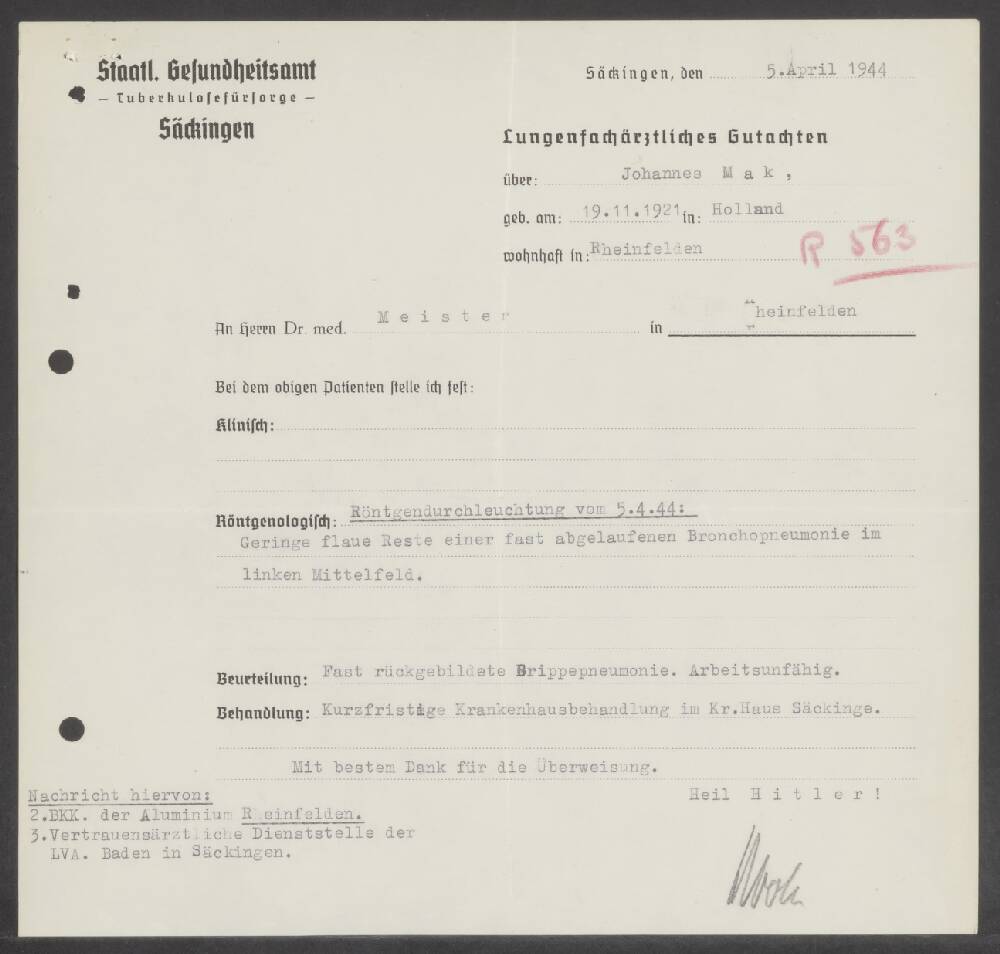 Staatl. Gesundheitsamt
– Tuberkulosefürsorge –
Säckingen
Säckingen, den 5. April 1944
Lungenfachärztliches Gutachten
über: Johannes Mak,
geb. am: 19.11.1921 in: Holland
wohnhaft in: Rheinfelden
R 563
An Herrn Dr. med. Meister in Rheinfelden
Bei dem obigen Patienten stelle ich fest:
Klinisch:
Röntgenologisch: Röntgendurchleuchtung vom 5.4.44:
Geringe flaue Reste einer fast abgelaufenen Bronchopneumonie im
linken Mittelfeld.
Beurteilung: Fast rückgebildete Grippepneumonie. Arbeitsunfähig.
Behandlung: Kurzfristige Krankenhausbehandlung im Kr.Haus Säckinge.
Mit bestem Dank für die Überweisung.
Heil Hitler!
Nachricht hiervon:
2.BKK. der Aluminium Rheinfelden.
3.Vertrauensärztliche Dienststelle der
LVA. Baden in Säckingen.